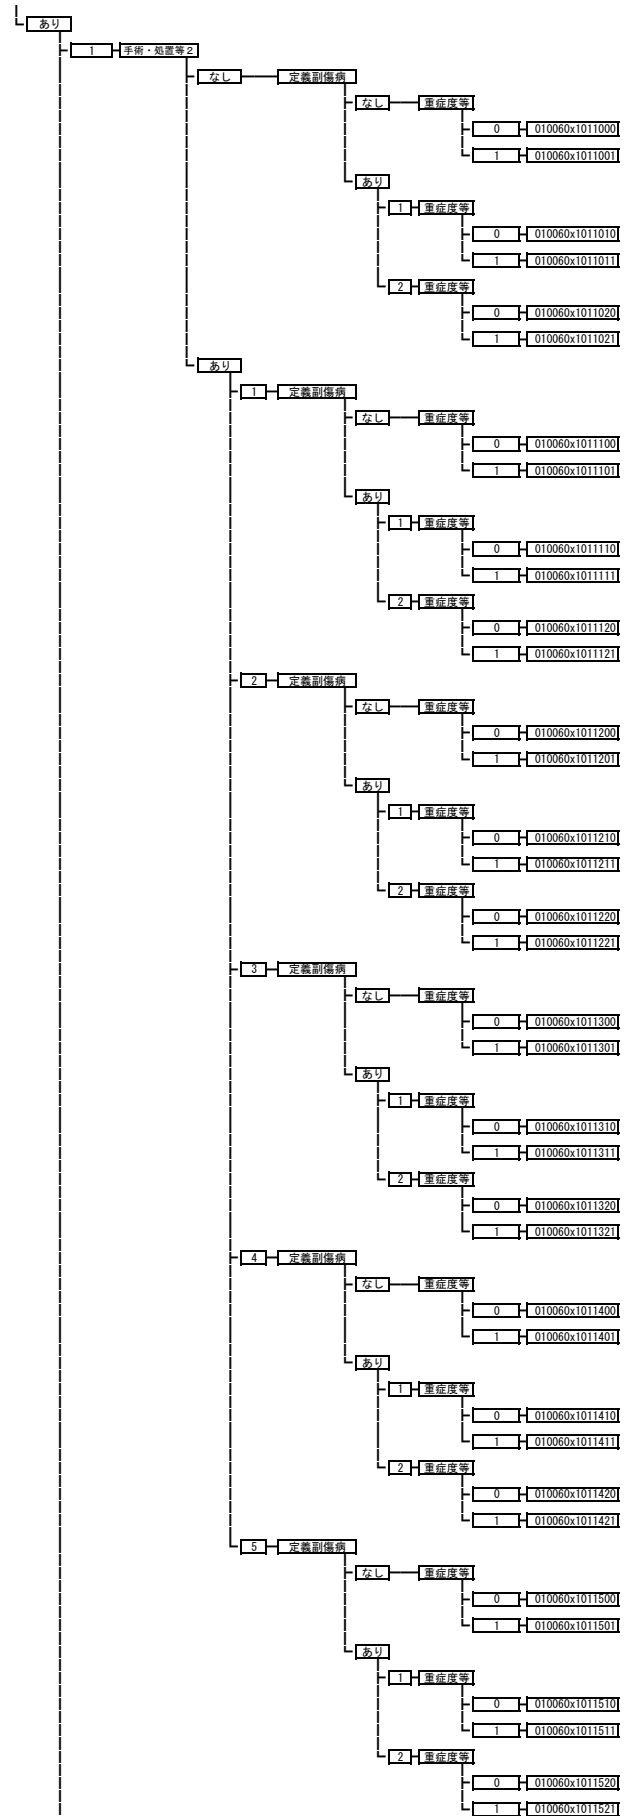 あり
1 手術・処置等２
なし 定義副傷病
なし 重症度等
0 010060x1011000
1 010060x1011001
あり
1 重症度等
0 010060x1011010
1 010060x1011011
2 重症度等
0 010060x1011020
1 010060x1011021
あり
1 定義副傷病
なし 重症度等
0 010060x1011100
1 010060x1011101
あり
1 重症度等
0 010060x1011110
1 010060x1011111
2 重症度等
0 010060x1011120
1 010060x1011121
2 定義副傷病
なし 重症度等
0 010060x1011200
1 010060x1011201
あり
1 重症度等
0 010060x1011210
1 010060x1011211
2 重症度等
0 010060x1011220
1 010060x1011221
3 定義副傷病
なし 重症度等
0 010060x1011300
1 010060x1011301
あり
1 重症度等
0 010060x1011310
1 010060x1011311
2 重症度等
0 010060x1011320
1 010060x1011321
4 定義副傷病
なし 重症度等
0 010060x1011400
1 010060x1011401
あり
1 重症度等
0 010060x1011410
1 010060x1011411
2 重症度等
0 010060x1011420
1 010060x1011421
5 定義副傷病
なし 重症度等
0 010060x1011500
1 010060x1011501
あり
1 重症度等
0 010060x1011510
1 010060x1011511
2 重症度等
0 010060x1011520
1 010060x1011521